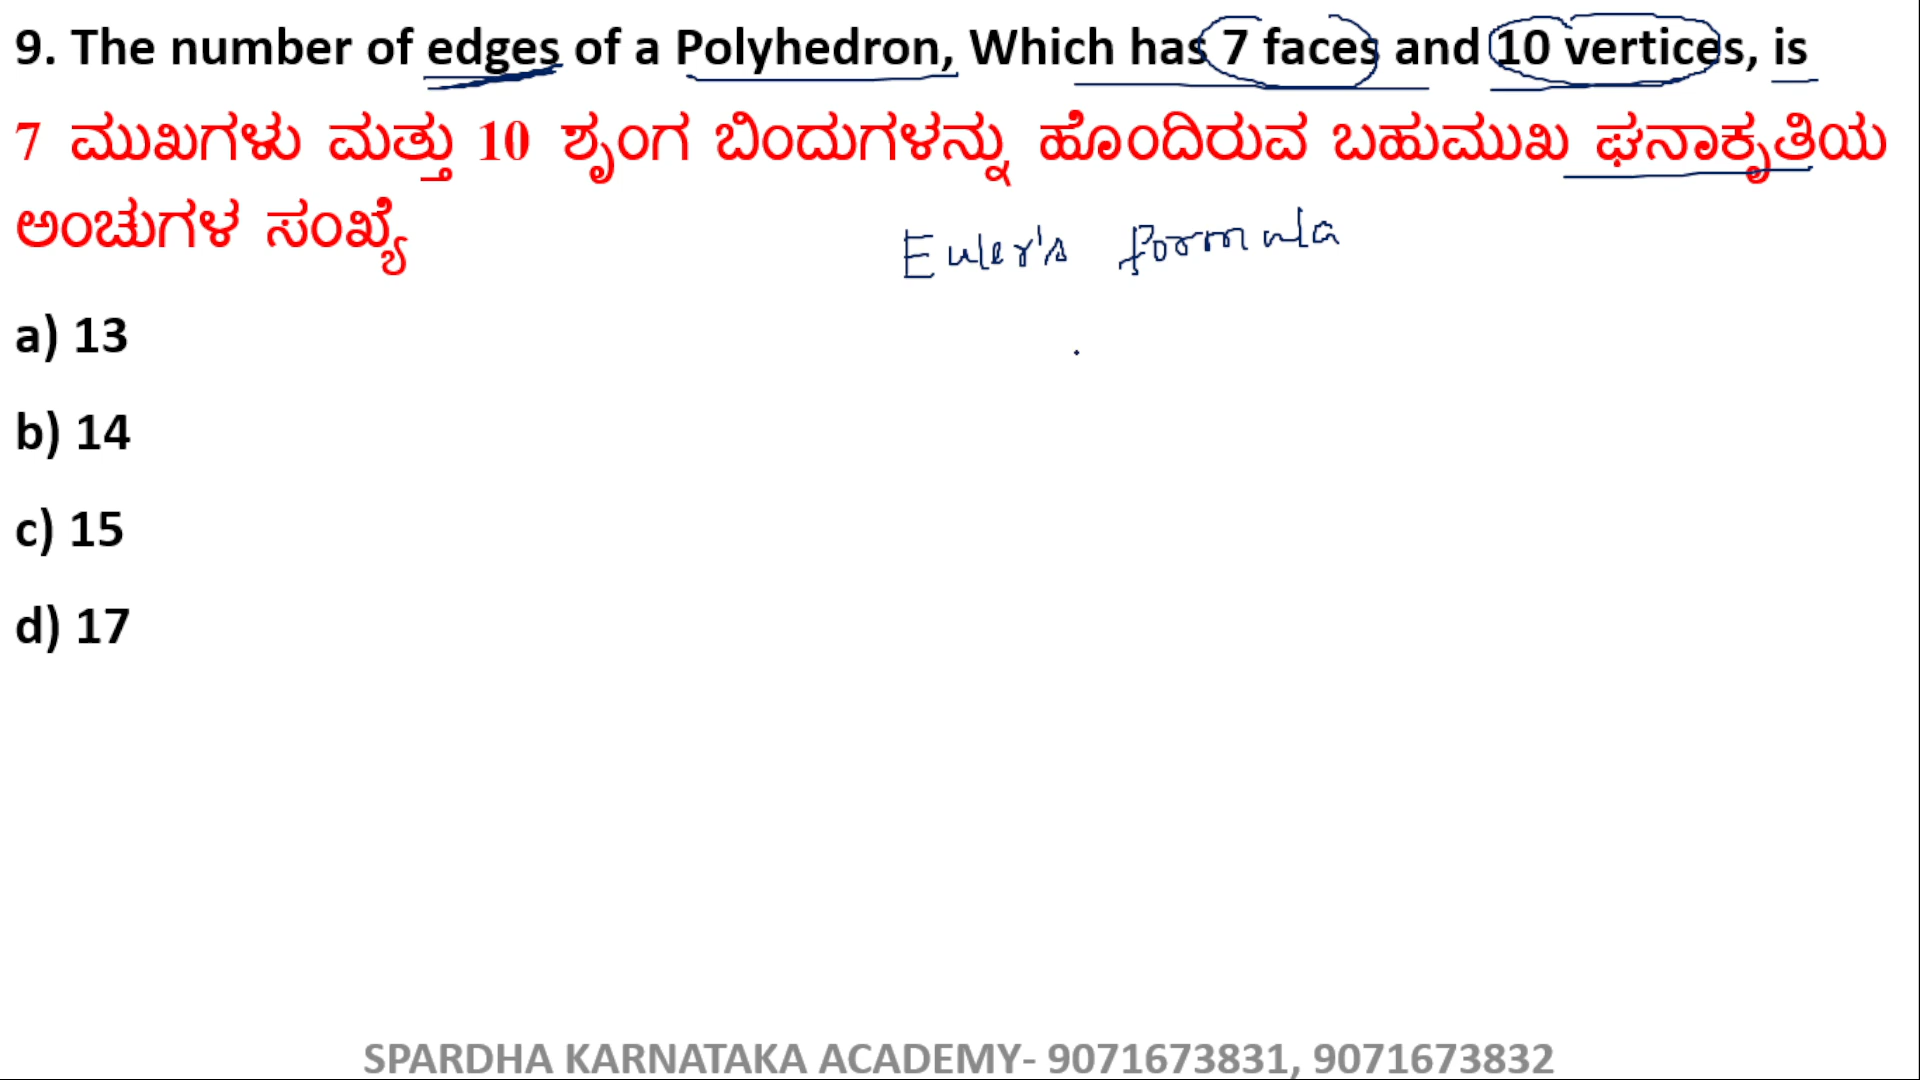 9. The number of edges of a Polyhedron, Which has 7 faces and 10 vertices, is
7 ಮುಖಗಳು ಮತ್ತು 10 ಶೃಂಗ ಬಿಂದುಗಳನ್ನು ಹೊಂದಿರುವ ಬಹುಮುಖ ಘನಾಕೃತಿಯ
ಅಂಚುಗಳ ಸಂಖ್ಯೆ
Euler's formula
a) 13
b) 14
c) 15
d) 17
SPARDHA KARNATAKA ACADEMY- 9071673831, 9071673832